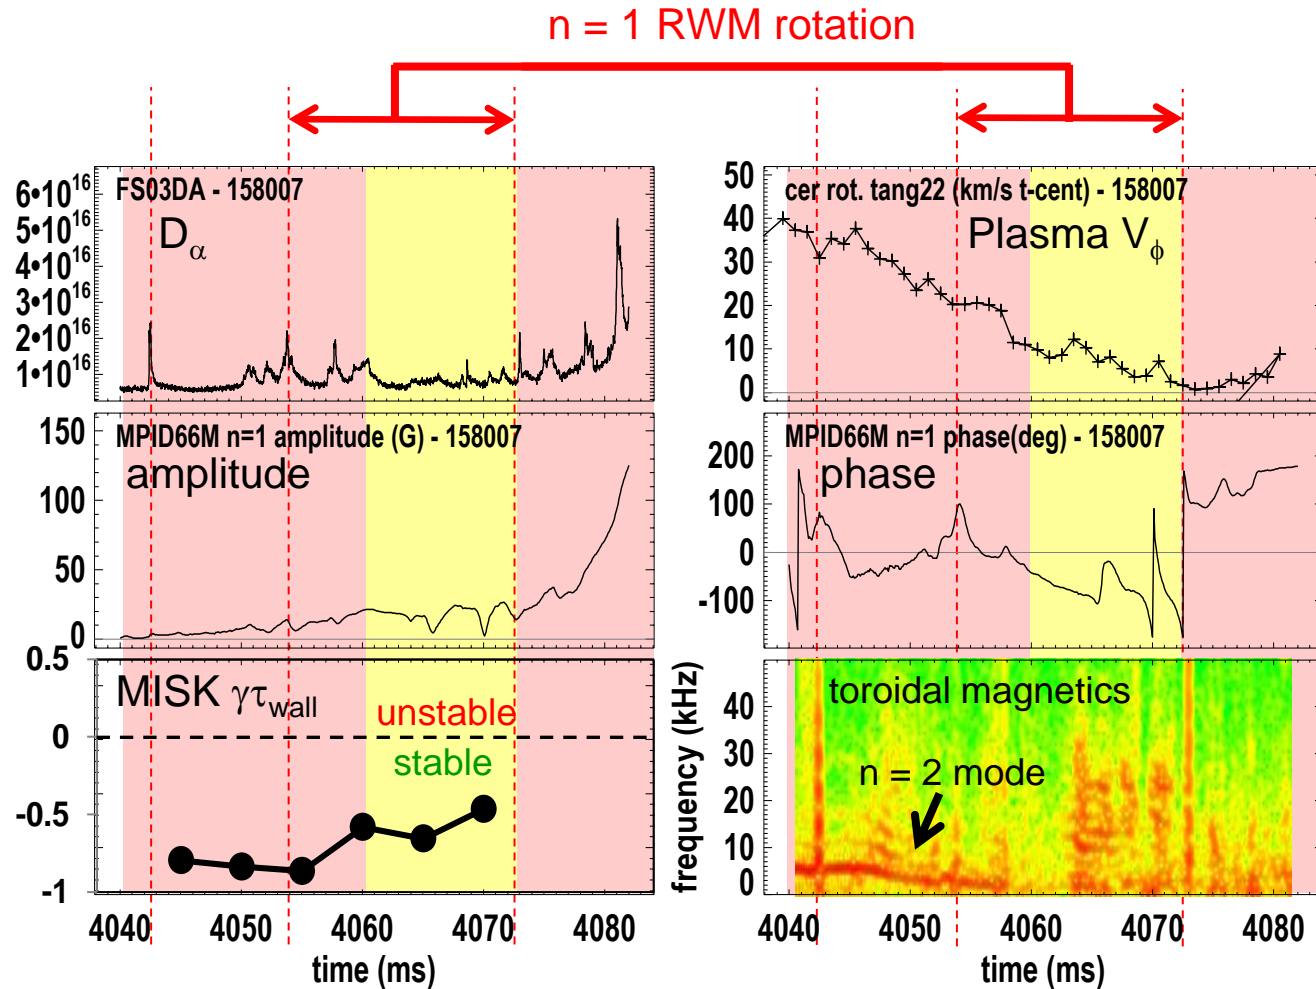 n = 1 RWM rotation
6•10^16
5•10^16
4•10^16
3•10^16
2•10^16
1•10^16
FS03DA - 158007
D_α
50
40
30
20
10
0
cer rot. tang22 (km/s t-cent) - 158007
Plasma V_ϕ
150
100
50
0
MPID66M n=1 amplitude (G) - 158007
amplitude
200
100
0
-100
MPID66M n=1 phase(deg) - 158007
phase
0.5
0
-0.5
-1
MISK γτ_wall
unstable
stable
4040 4050 4060 4070 4080
time (ms)
frequency (kHz)
40
30
20
10
0
toroidal magnetics
n = 2 mode
4040 4050 4060 4070 4080
time (ms)